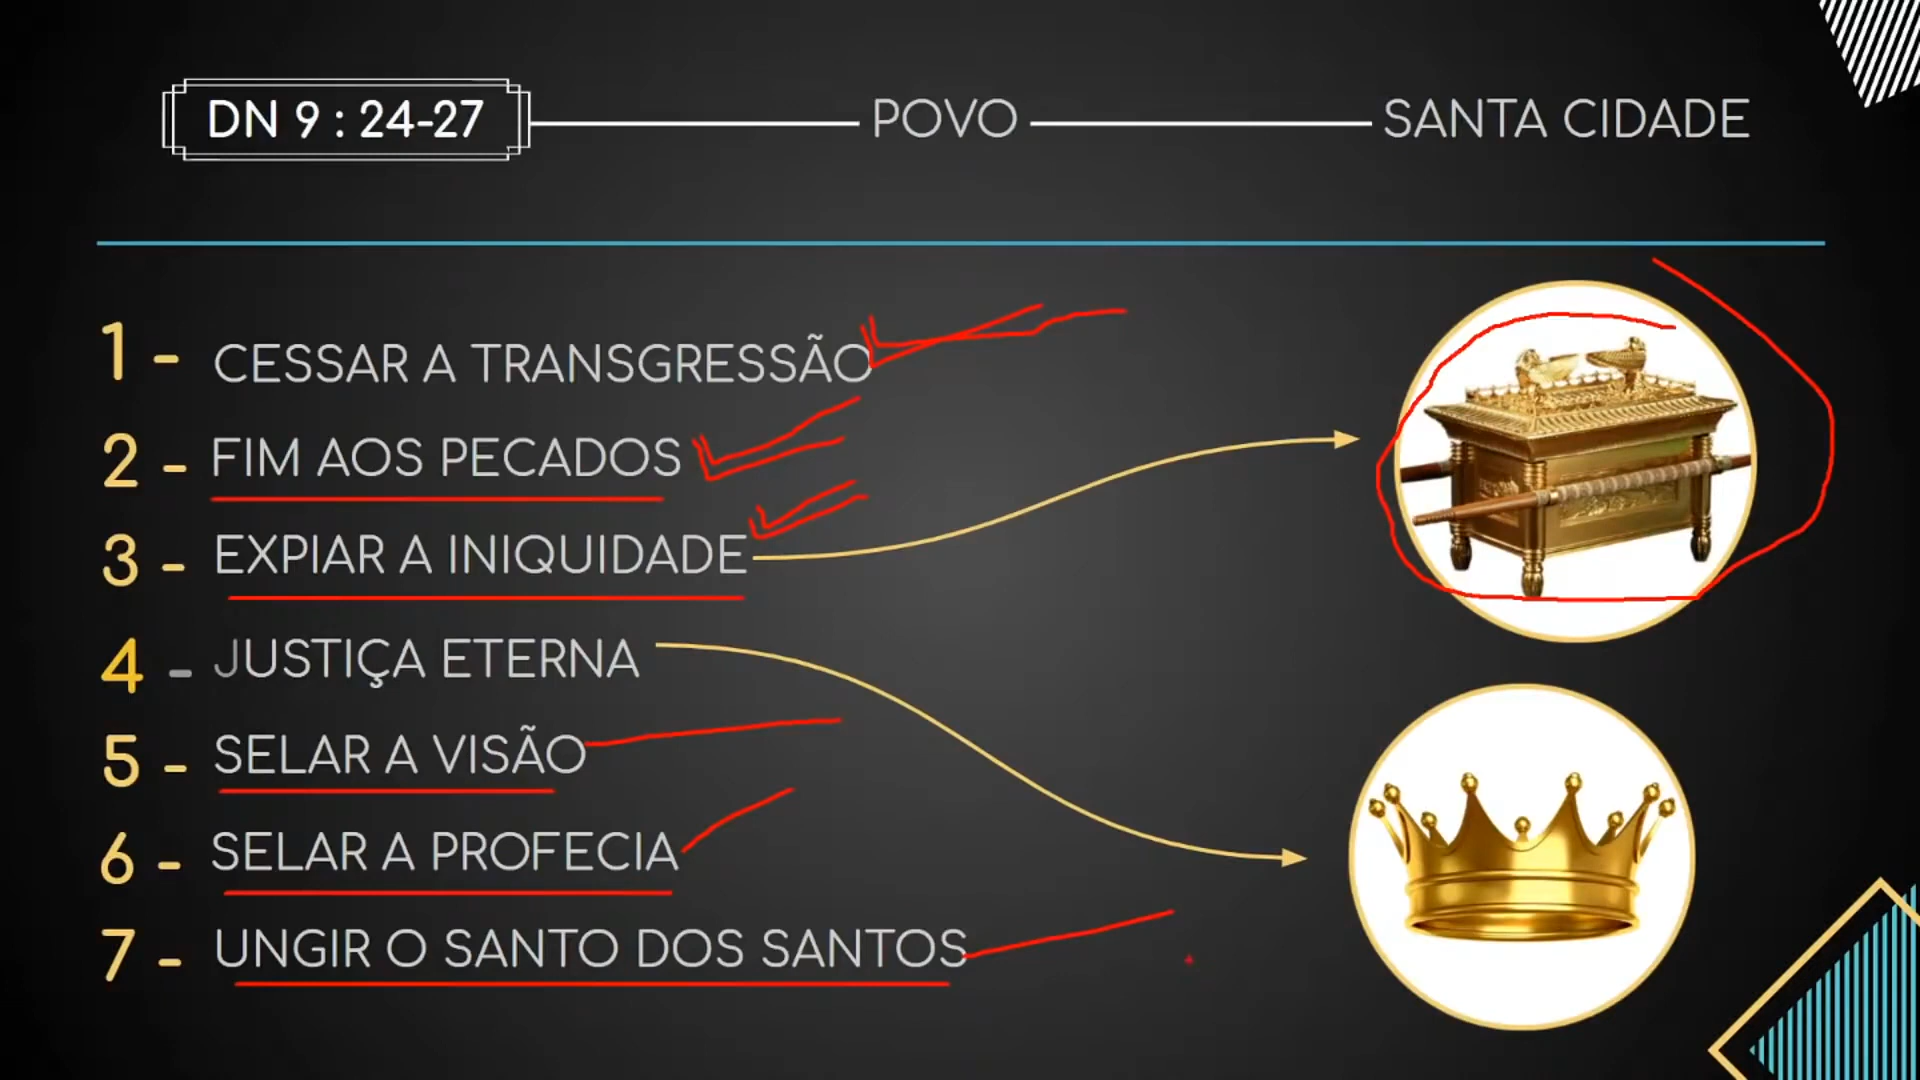 DN 9 : 24-27 POVO SANTA CIDADE
1 - CESSAR A TRANSGRESSÃO
2 - FIM AOS PECADOS
3 - EXPIAR A INIQUIDADE
4 - JUSTIÇA ETERNA
5 - SELAR A VISÃO
6 - SELAR A PROFECIA
7 - UNGIR O SANTO DOS SANTOS